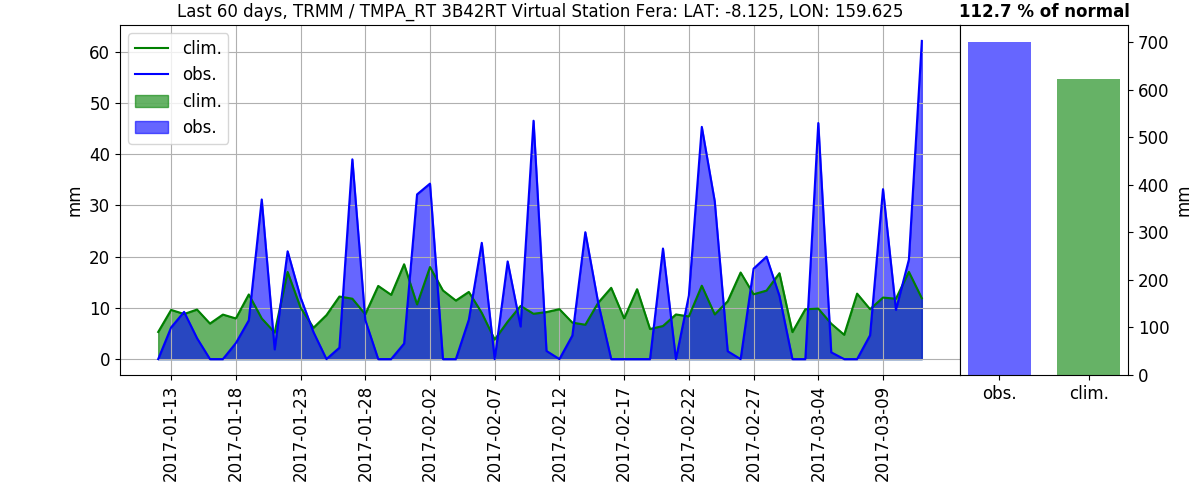 Last 60 days, TRMM / TMPA_RT 3B42RT Virtual Station Fera: LAT: -8.125, LON: 159.625
112.7 % of normal
clim.
obs.
clim.
obs.
mm
60
50
40
30
20
10
0
2017-01-13
2017-01-18
2017-01-23
2017-01-28
2017-02-02
2017-02-07
2017-02-12
2017-02-17
2017-02-22
2017-02-27
2017-03-04
2017-03-09
700
600
500
400
300
200
100
0
mm
obs.
clim.